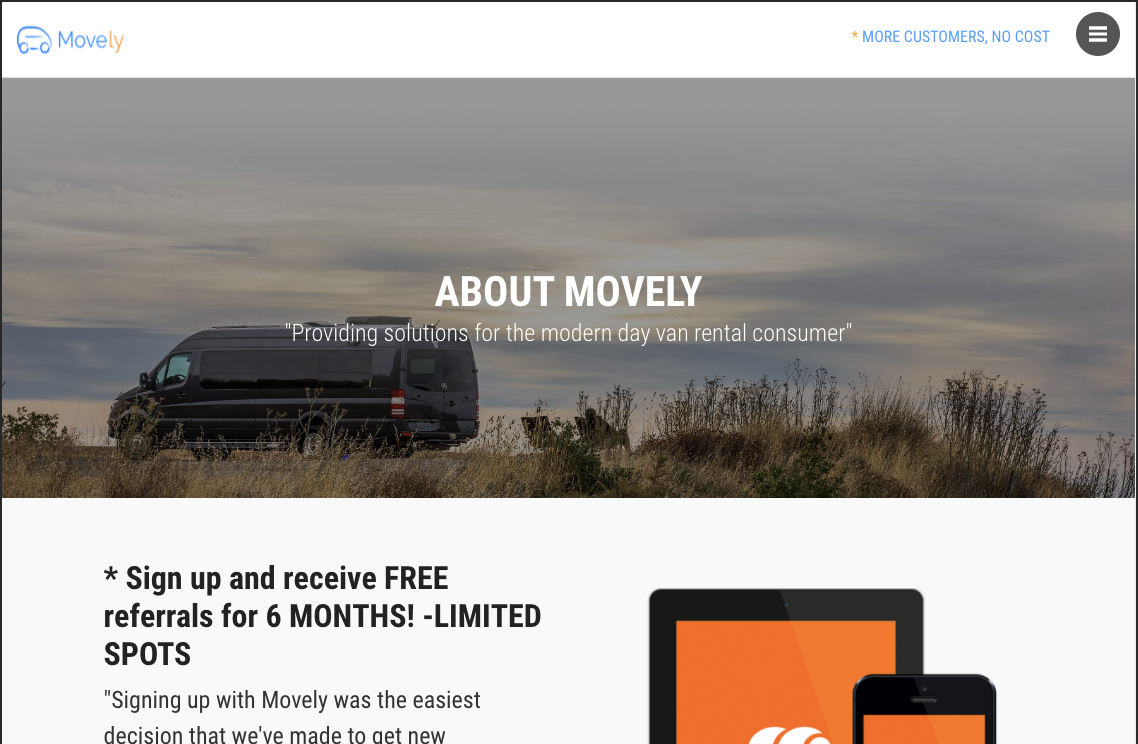 Movely
* MORE CUSTOMERS, NO COST
ABOUT MOVELY
"Providing solutions for the modern day van rental consumer"
* Sign up and receive FREE
referrals for 6 MONTHS! -LIMITED
SPOTS
"Signing up with Movely was the easiest
decision that we've made to get new